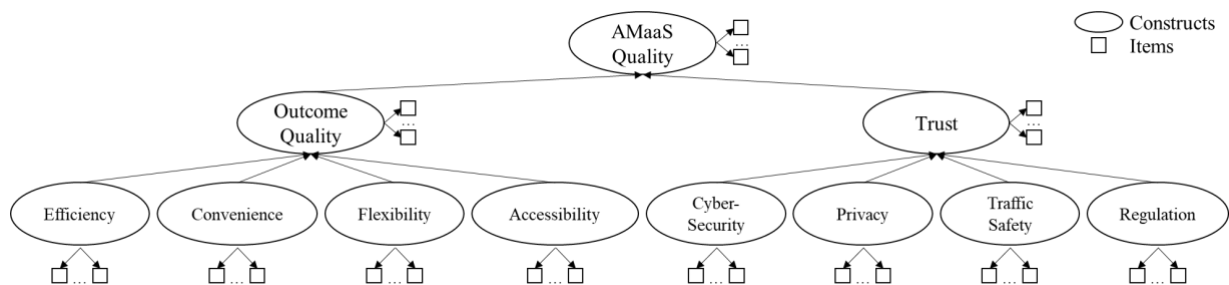 AMaaS
Quality
...
Constructs
Items
Outcome
Quality
...
Trust
...
Efficiency
Convenience
Flexibility
Accessibility
Cyber-
Security
Privacy
Traffic
Safety
Regulation
...
...
...
...
...
...
...
...